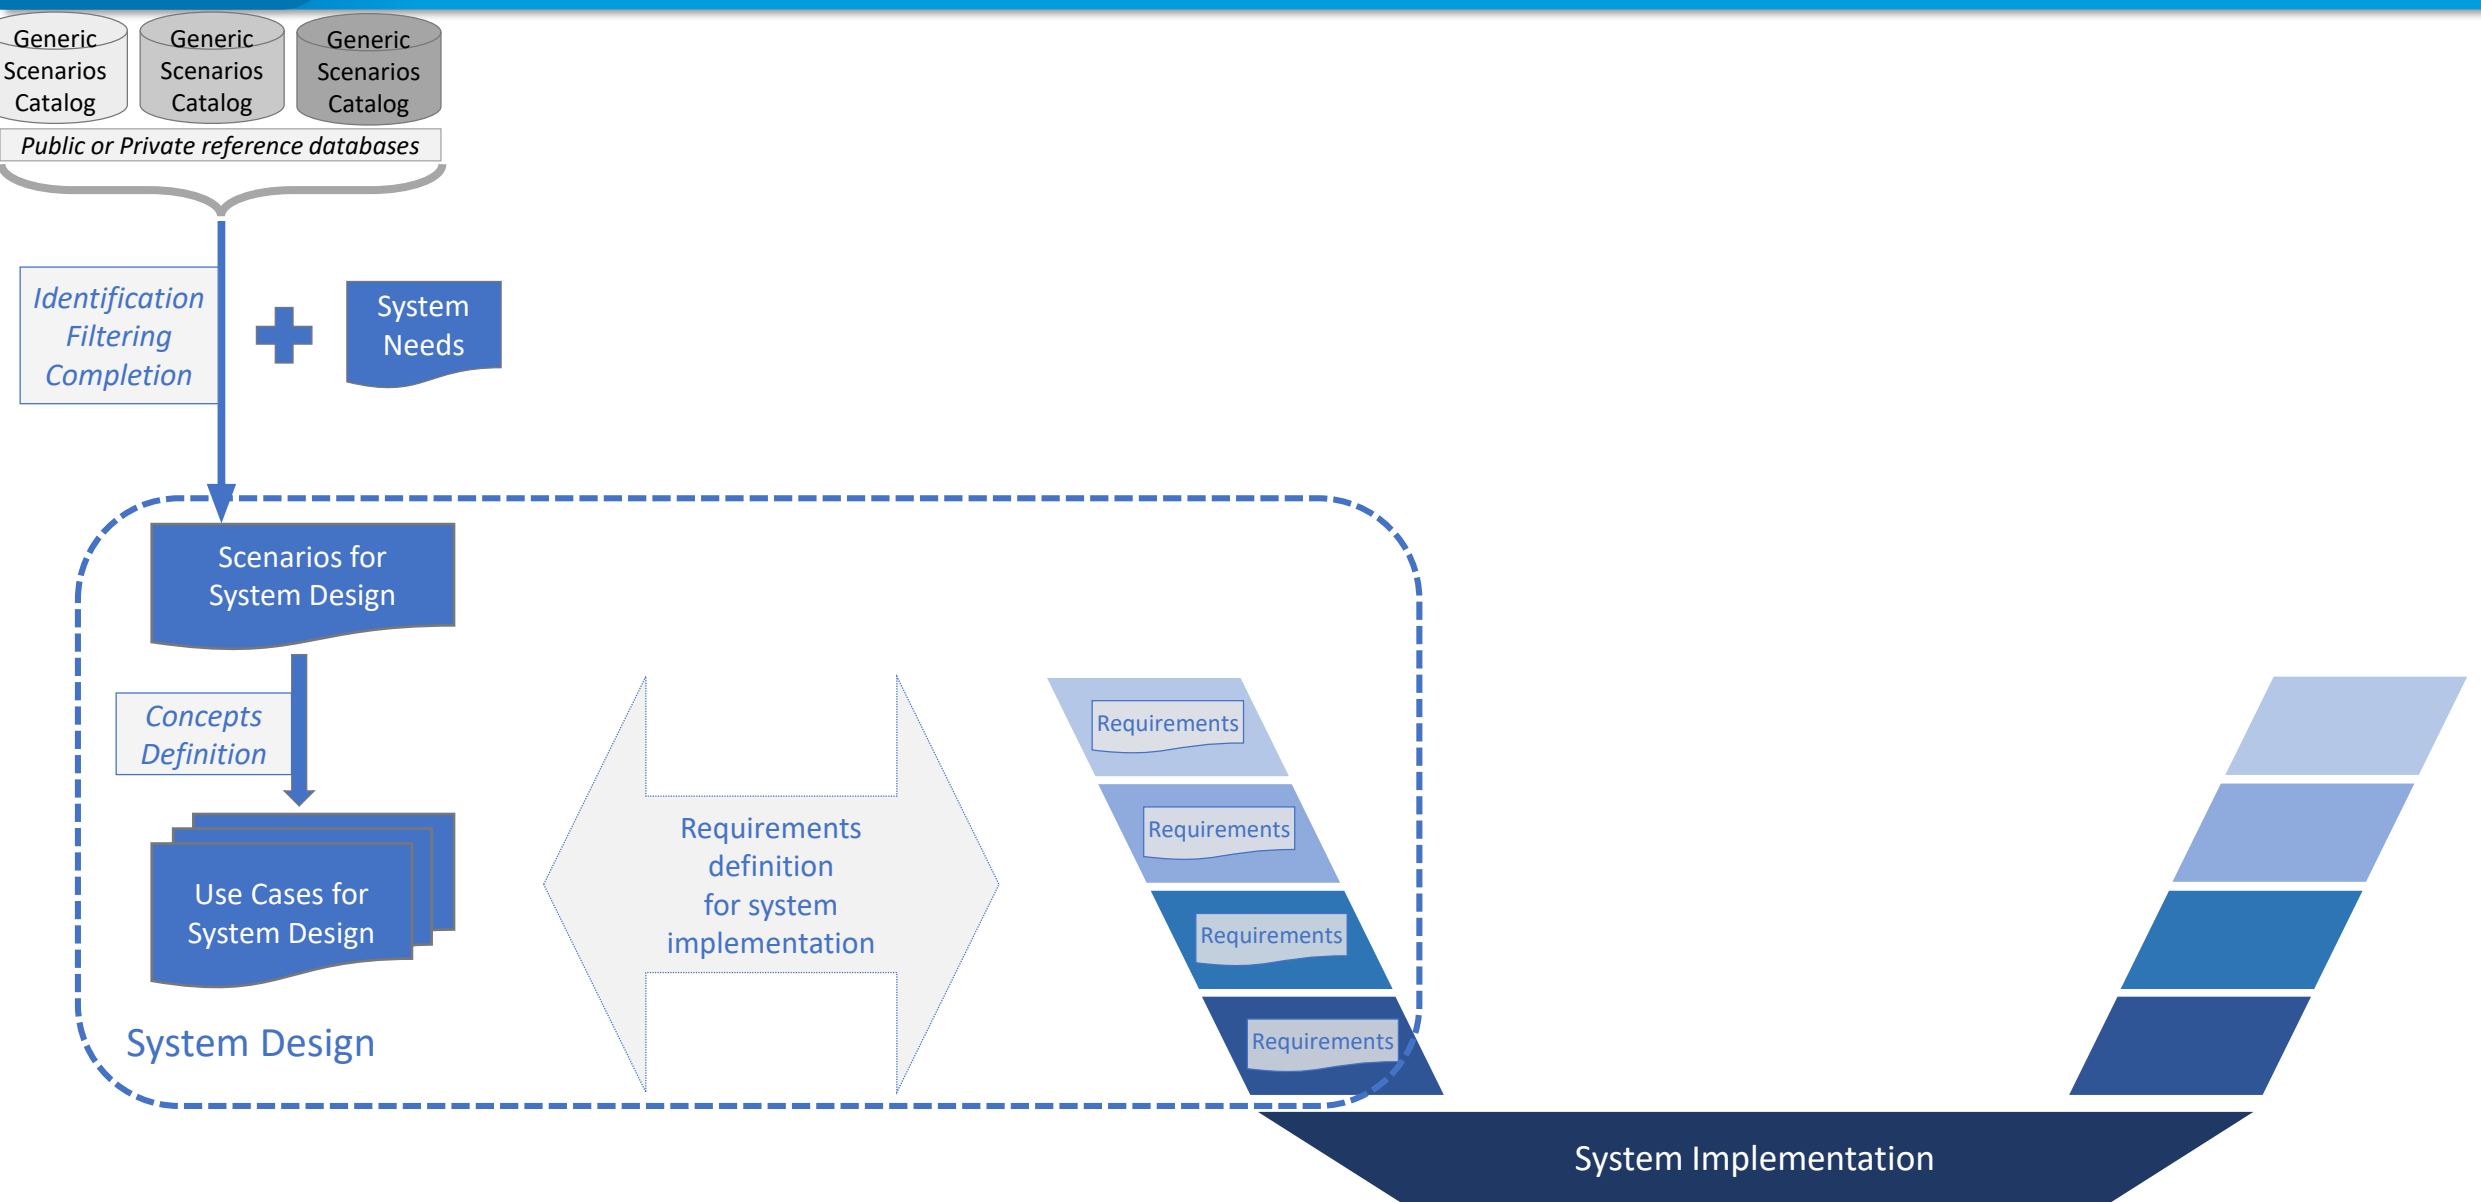 Generic
Scenarios
Catalog
Generic
Scenarios
Catalog
Generic
Scenarios
Catalog
Public or Private reference databases
Identification
Filtering
Completion
System
Needs
Scenarios for
System Design
Concepts
Definition
Use Cases for
System Design
System Design
Requirements
definition
for system
implementation
Requirements
Requirements
Requirements
Requirements
System Implementation